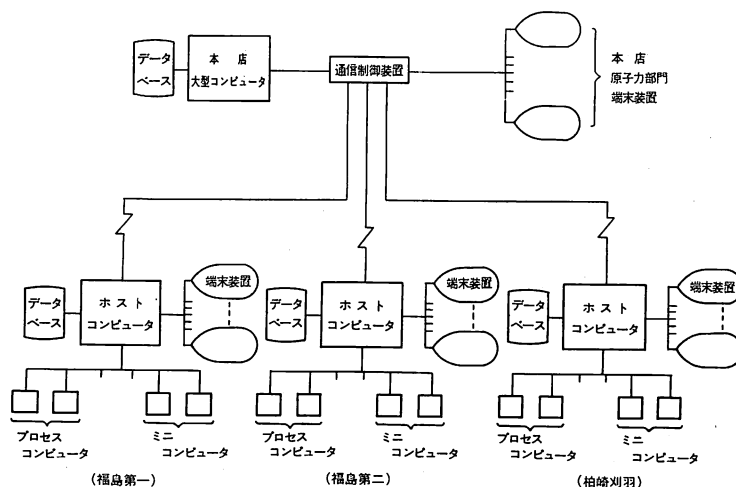 データ
ベース
本店
大型コンピュータ
通信制御装置
本店
原子力部門
端末装置
データ
ベース
ホスト
コンピュータ
端末装置
データ
ベース
ホスト
コンピュータ
端末装置
データ
ベース
ホスト
コンピュータ
端末装置
プロセス
コンピュータ
ミニ
コンピュータ
プロセス
コンピュータ
ミニ
コンピュータ
プロセス
コンピュータ
ミニ
コンピュータ
(福島第一)
(福島第二)
(柏崎刈羽)